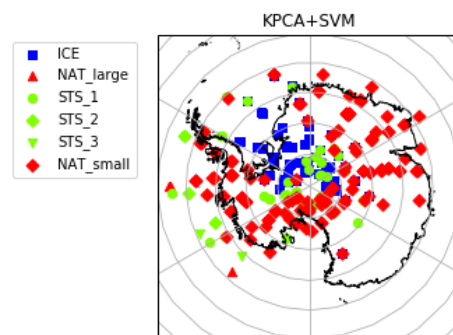 KPCA+SVM
ICE
NAT_large
STS_1
STS_2
STS_3
NAT_small